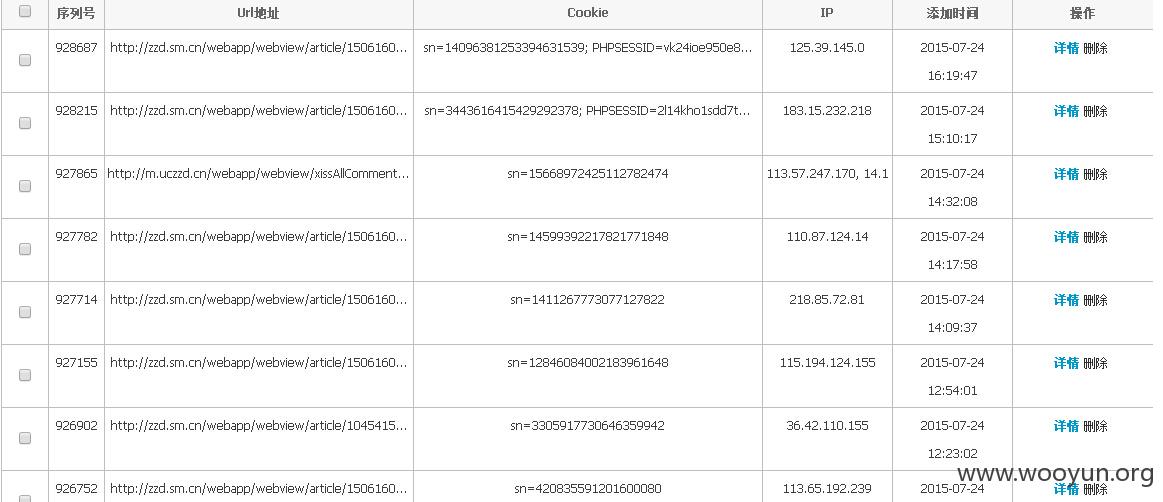 序列号 Url地址 Cookie IP 添加时间 操作
928687 http://zzd.sm.cn/webapp/webview/article/1506160... sn=14096381253394631539; PHPSESSID=vk24ioe950e8... 125.39.145.0 2015-07-24 详情 删除
16:19:47
928215 http://zzd.sm.cn/webapp/webview/article/1506160... sn=3443616415429292378; PHPSESSID=2l14kho1sdd7t... 183.15.232.218 2015-07-24 详情 删除
15:10:17
927865 http://m.uczzd.cn/webapp/webview/xissAllComment... sn=15668972425112782474 113.57.247.170, 14.1 2015-07-24 详情 删除
14:32:08
927782 http://zzd.sm.cn/webapp/webview/article/1506160... sn=14599392217821771848 110.87.124.14 2015-07-24 详情 删除
14:17:58
927714 http://zzd.sm.cn/webapp/webview/article/1506160... sn=1411267773077127822 218.85.72.81 2015-07-24 详情 删除
14:09:37
927155 http://zzd.sm.cn/webapp/webview/article/1506160... sn=12846084002183961648 115.194.124.155 2015-07-24 详情 删除
12:54:01
926902 http://zzd.sm.cn/webapp/webview/article/1045415... sn=3305917730646359942 36.42.110.155 2015-07-24 详情 删除
12:23:02
926752 http://zzd.sm.cn/webapp/webview/article/1506160... sn=420835591201600080 113.65.192.239 2015-07-24 详情 删除
www.wooyun.org